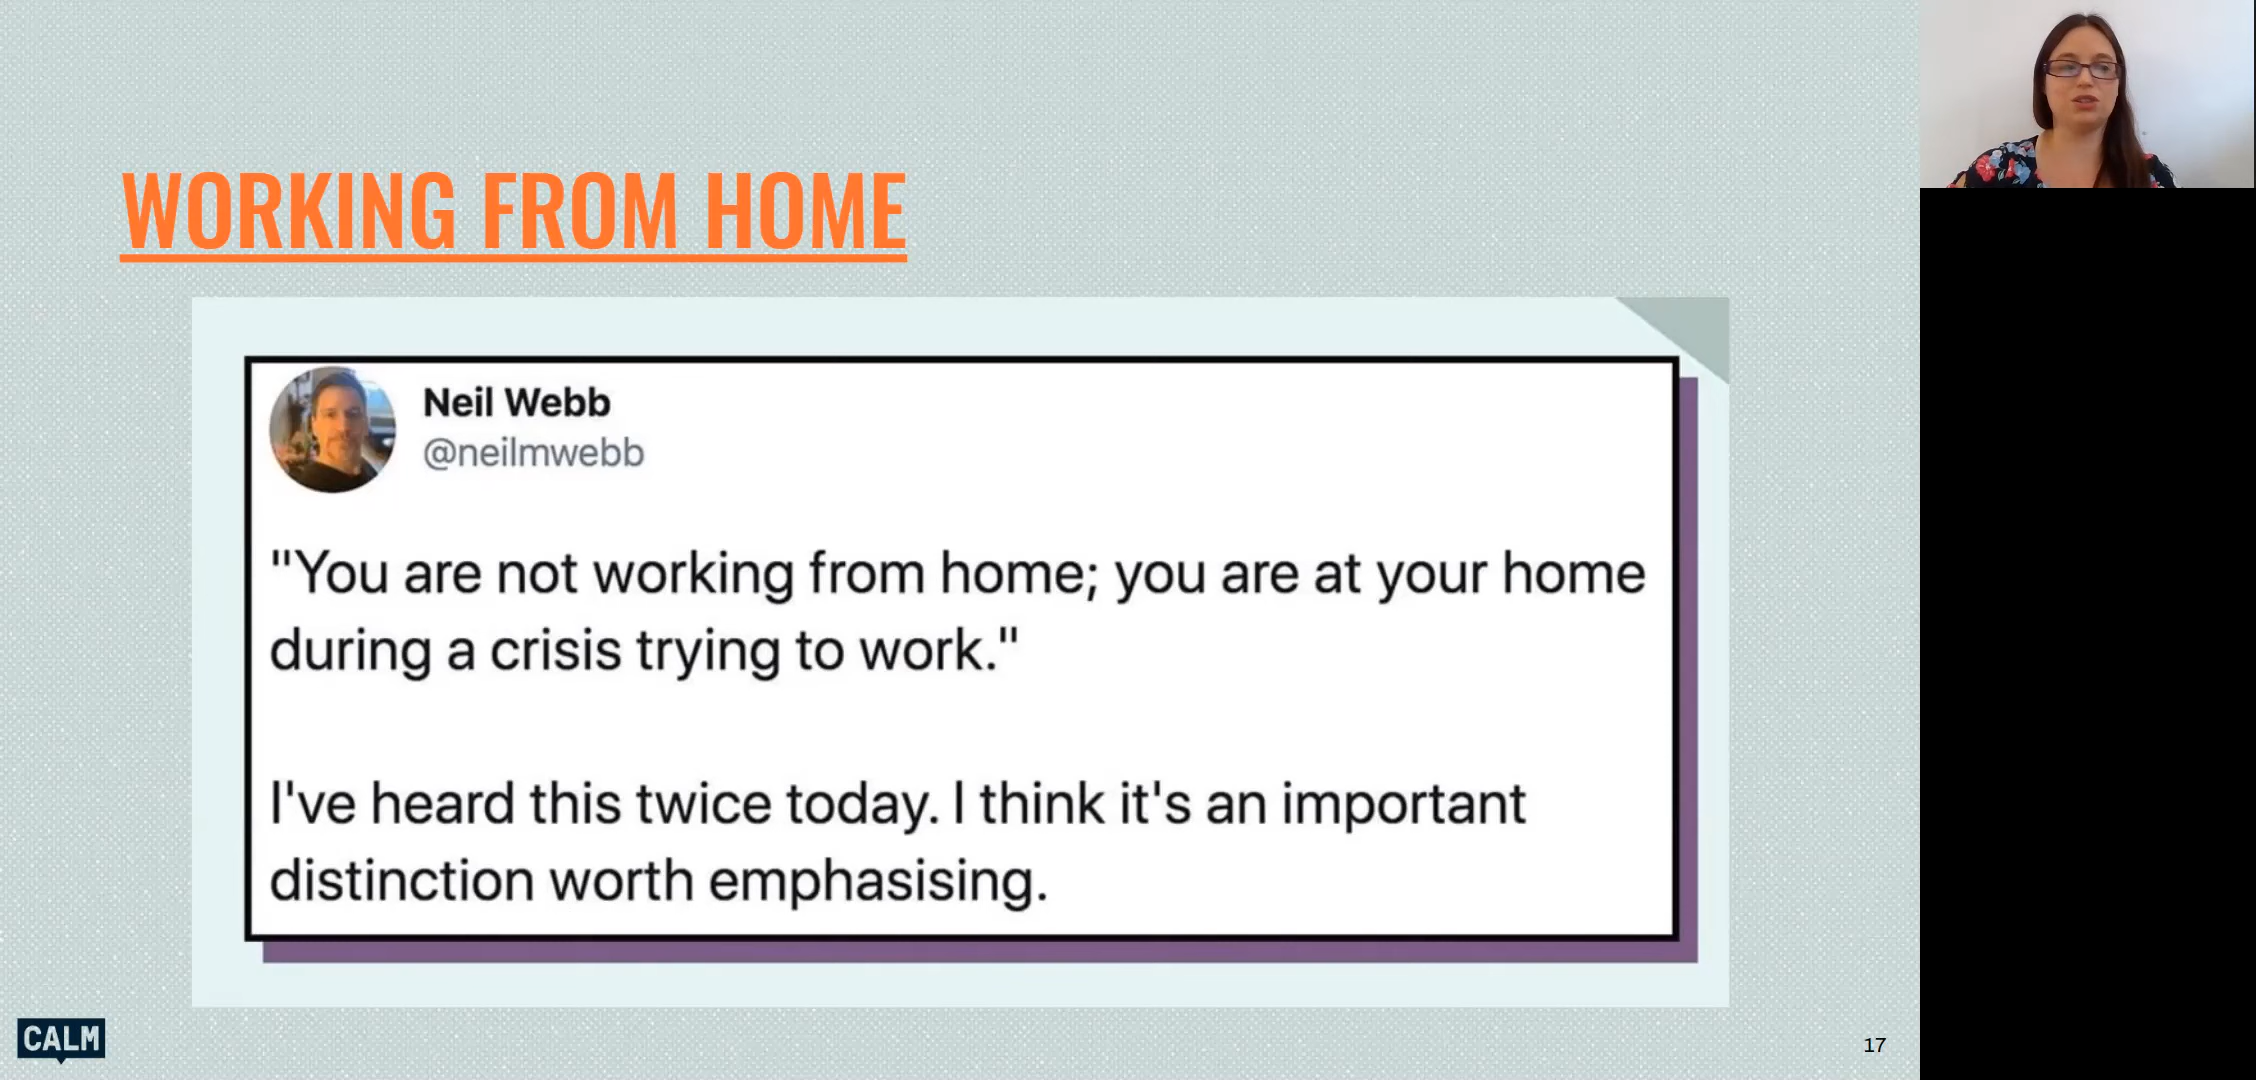 WORKING FROM HOME
Neil Webb
@neilmwebb
"You are not working from home; you are at your home
during a crisis trying to work."
I've heard this twice today. I think it's an important
distinction worth emphasising.
CALM
17